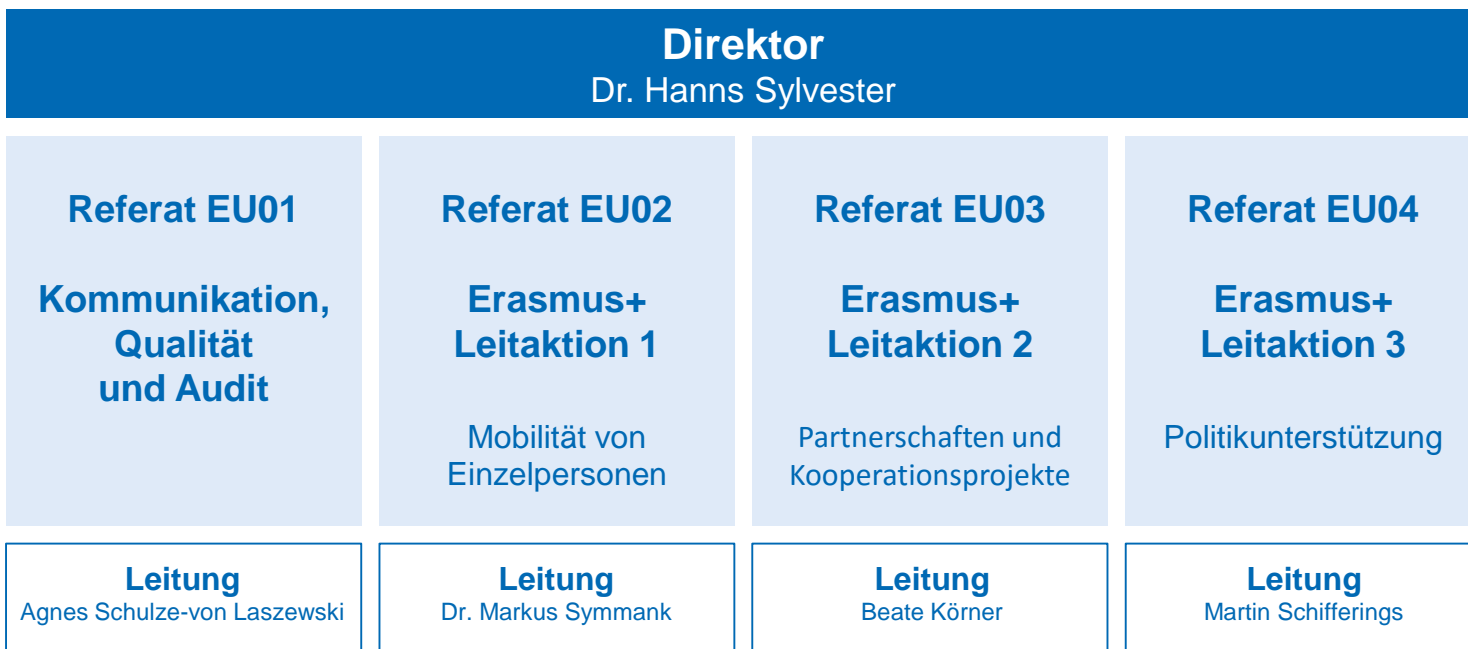 Direktor
Dr. Hanns Sylvester
Referat EU01
Kommunikation,
Qualität
und Audit
Leitung
Agnes Schulze-von Laszewski
Referat EU02
Erasmus+
Leitaktion 1
Mobilität von
Einzelpersonen
Leitung
Dr. Markus Symmank
Referat EU03
Erasmus+
Leitaktion 2
Partnerschaften und
Kooperationsprojekte
Leitung
Beate Körner
Referat EU04
Erasmus+
Leitaktion 3
Politikunterstützung
Leitung
Martin Schifferings